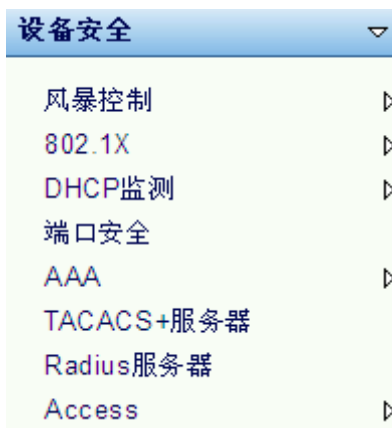 设备安全
风暴控制
802.1X
DHCP监测
端口安全
AAA
TACACS+服务器
Radius服务器
Access